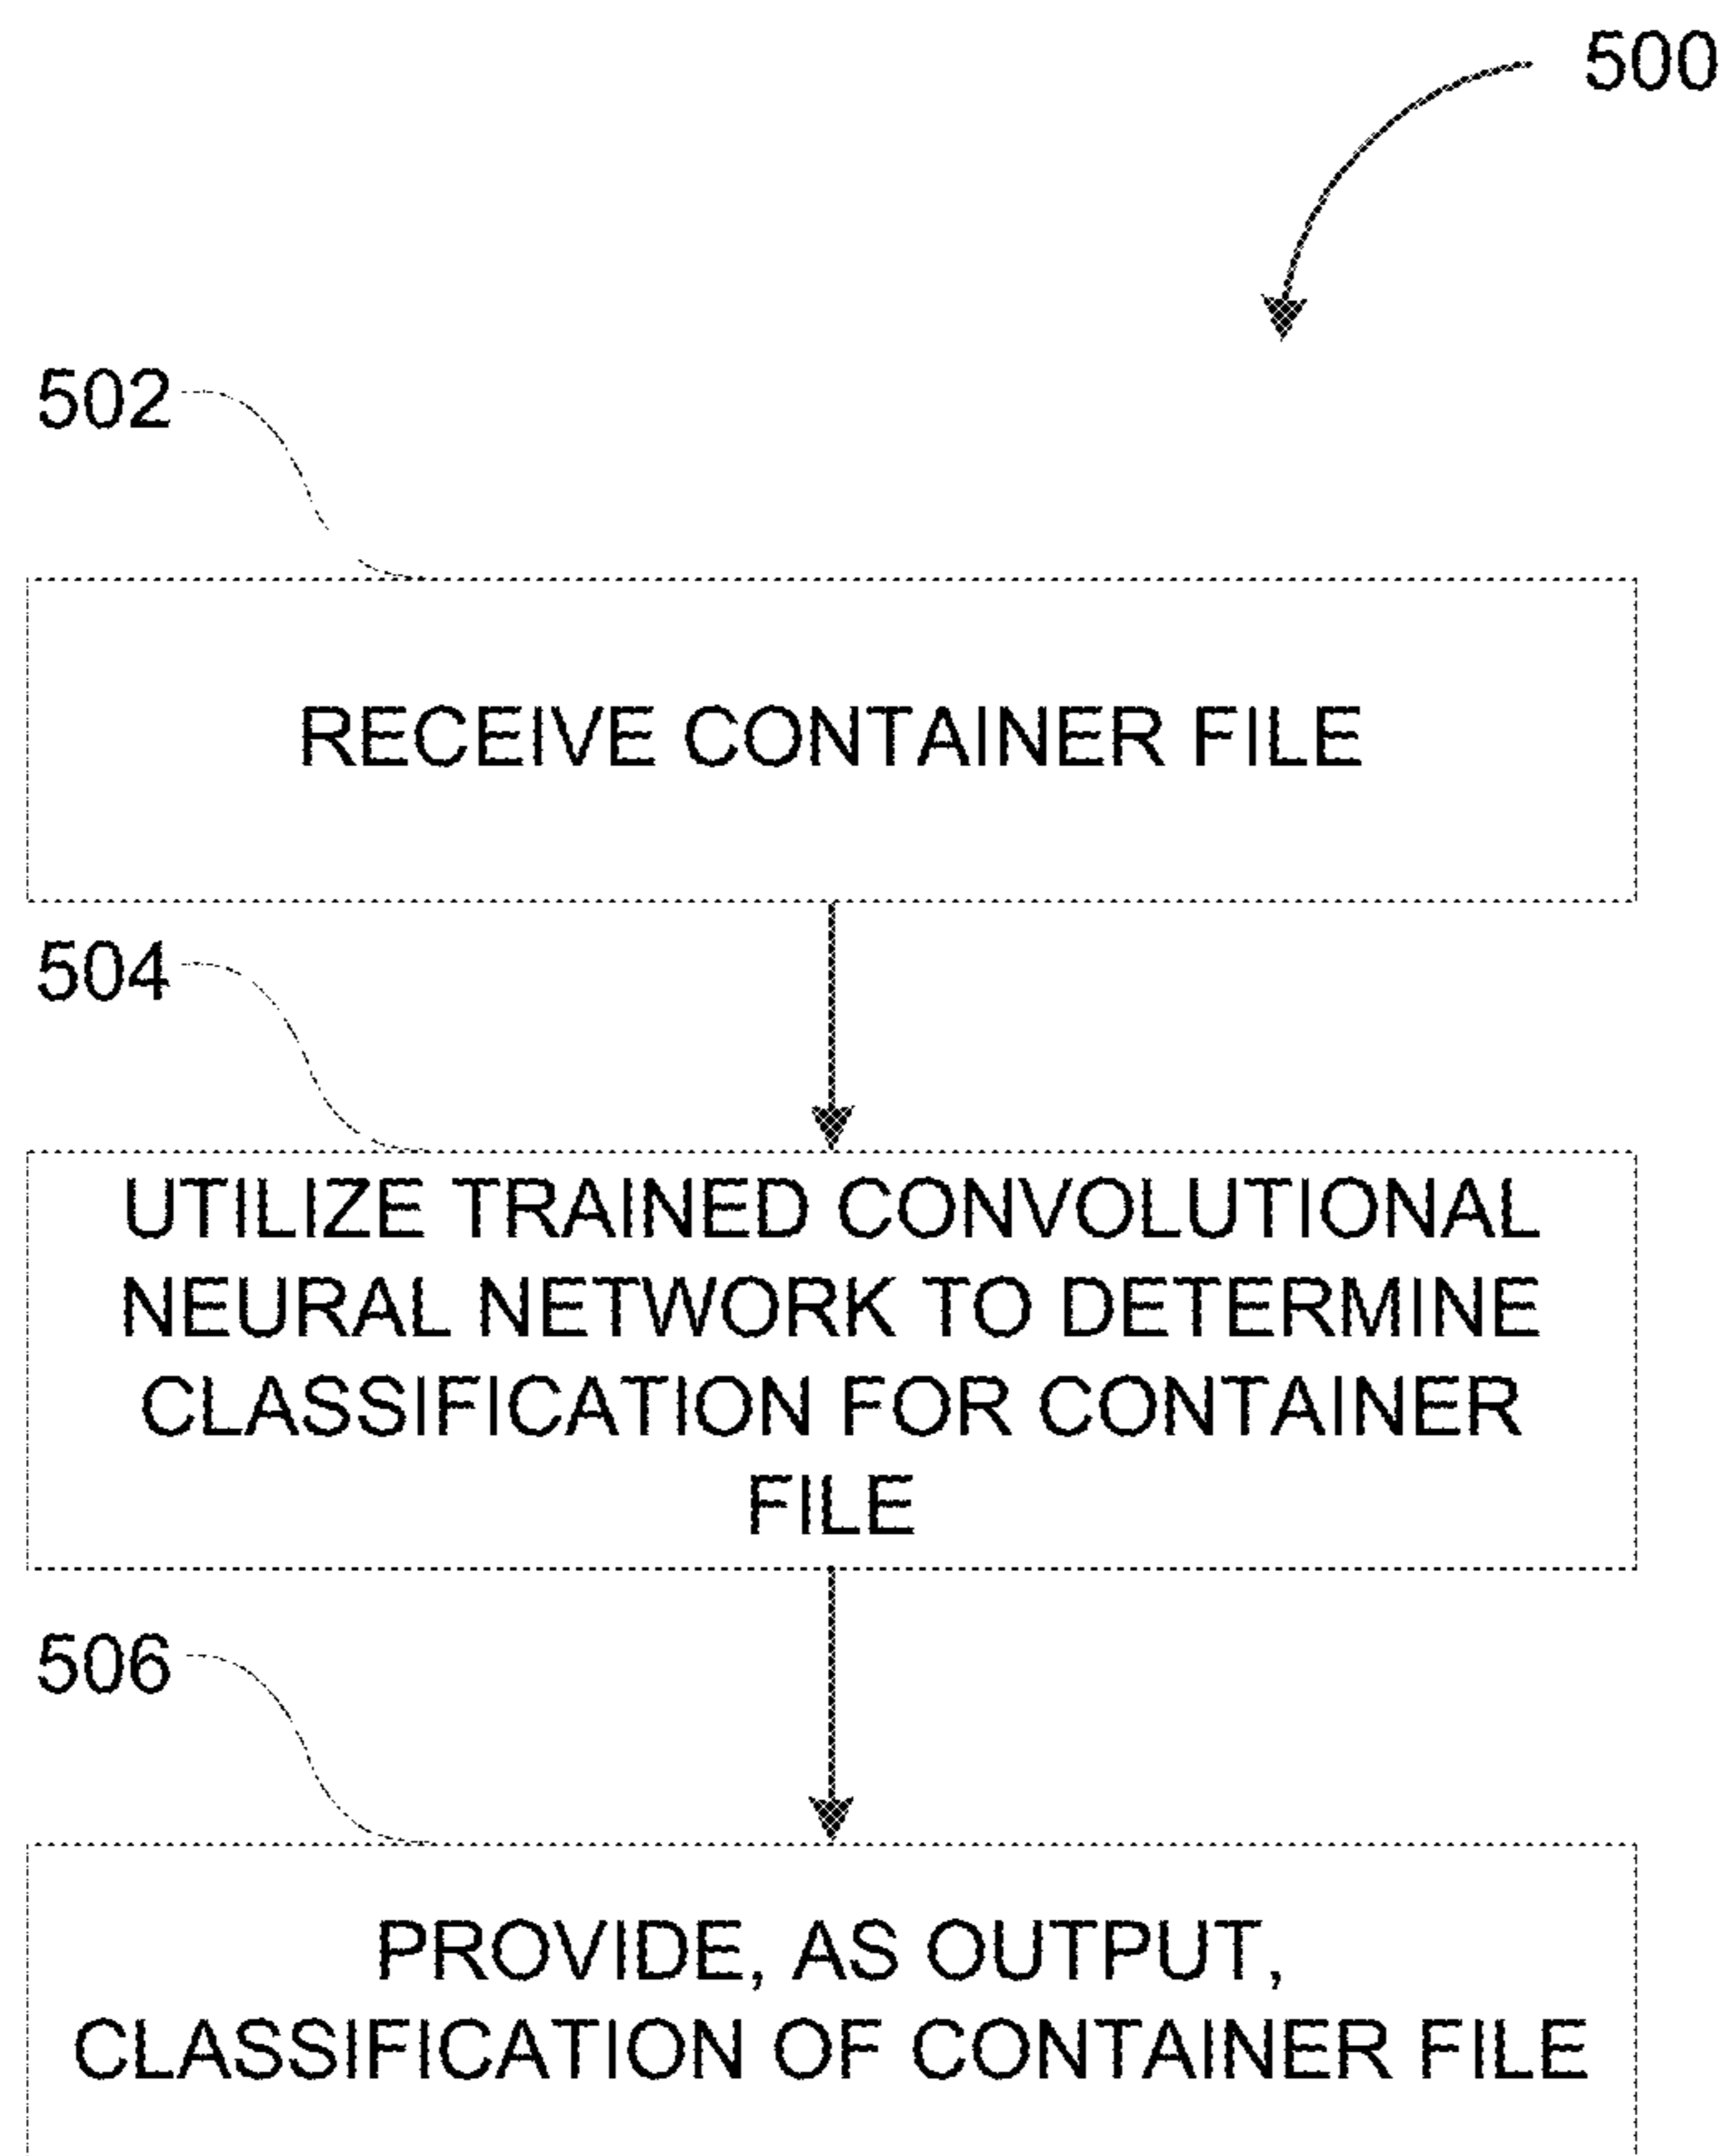 500
502
RECEIVE CONTAINER FILE
504
UTILIZE TRAINED CONVOLUTIONAL
NEURAL NETWORK TO DETERMINE
CLASSIFICATION FOR CONTAINER
FILE
506
PROVIDE, AS OUTPUT,
CLASSIFICATION OF CONTAINER FILE